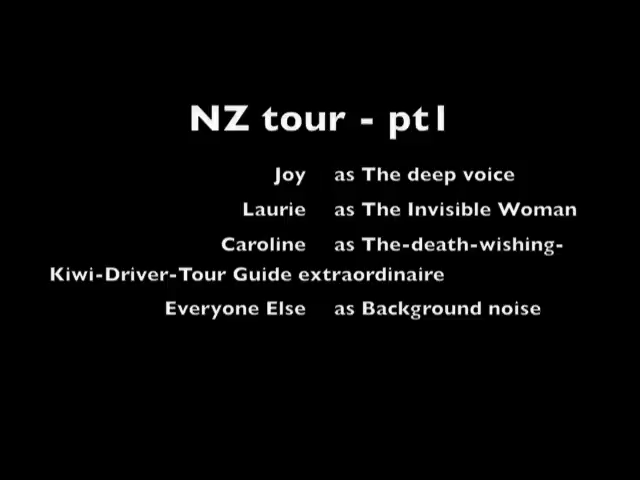 NZ tour - pt1
Joy as The deep voice
Laurie as The Invisible Woman
Caroline as The-death-wishing-
Kiwi-Driver-Tour Guide extraordinaire
Everyone Else as Background noise